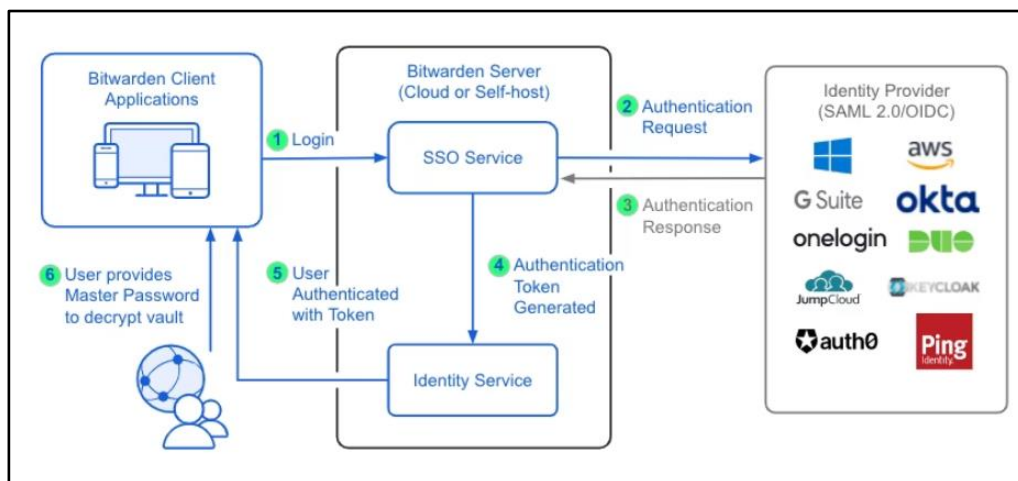 Bitwarden Client
Applications
Bitwarden Server
(Cloud or Self-host)
Identity Provider
(SAML 2.0/OIDC)
1 Login
SSO Service
2 Authentication
Request
3 Authentication
Response
aws
G Suite
okta
onelogin
DUO
JumpCloud
KEYCLOAK
auth0
Ping
Identity
4 Authentication
Token
Generated
5 User
Authenticated
with Token
6 User provides
Master Password
to decrypt vault
Identity Service